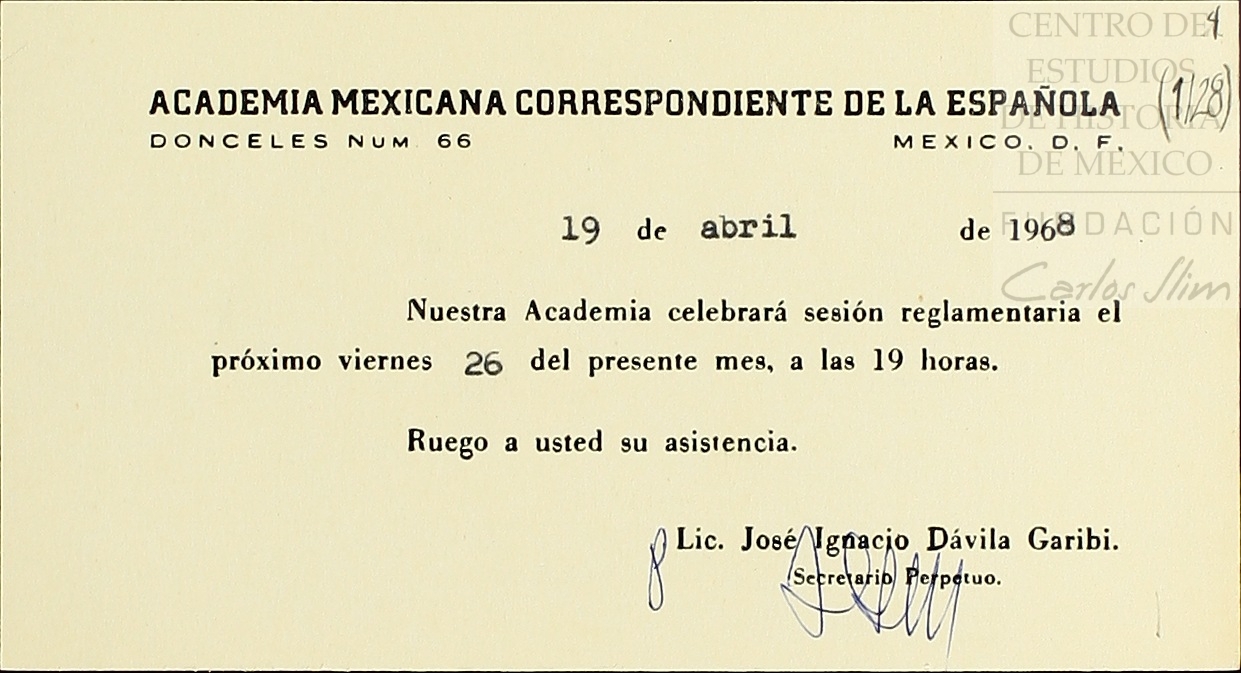 CENTRO DE
ESTUDIOS
DE HISTORIA
DE MÉXICO
FUNDACIÓN
Carlos Slim
4
(1/28)
ACADEMIA MEXICANA CORRESPONDIENTE DE LA ESPAÑOLA
DONCELES NUM. 66 MEXICO. D. F.
19 de abril de 1968
Nuestra Academia celebrará sesión reglamentaria el
próximo viernes 26 del presente mes, a las 19 horas.
Ruego a usted su asistencia.
Lic. José Ignacio Dávila Garibi.
Secretario Perpetuo.